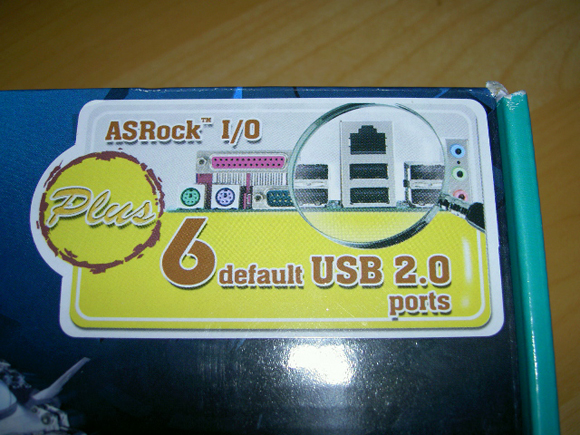 ASRock™ I/O
Plus
6 default USB 2.0
ports